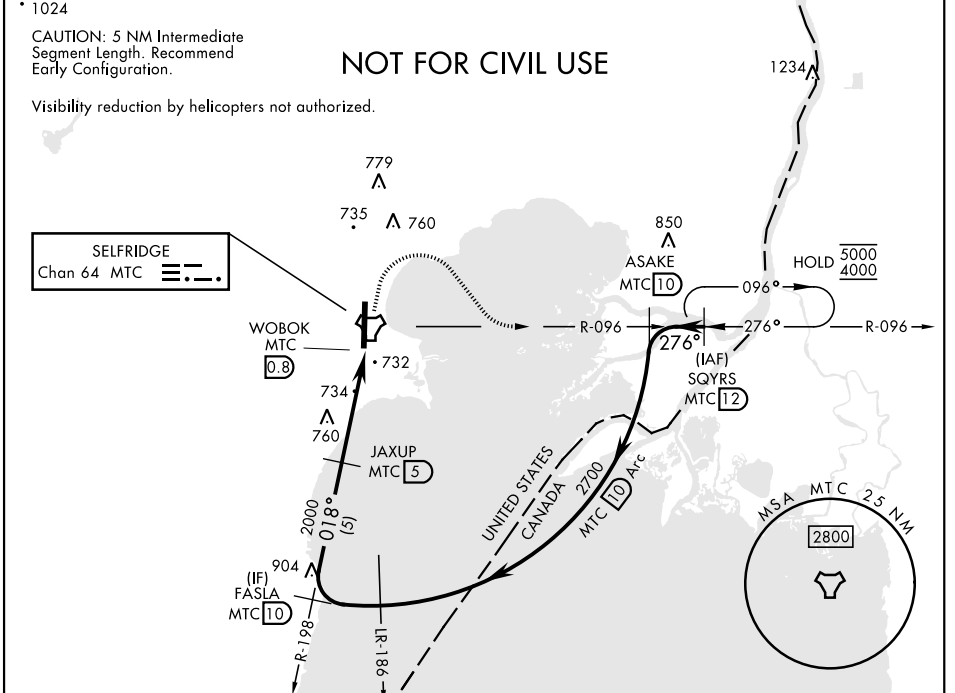 1024
CAUTION: 5 NM Intermediate
Segment Length. Recommend
Early Configuration.
NOT FOR CIVIL USE
Visibility reduction by helicopters not authorized.
1234
779
735
760
850
SELFRIDGE
Chan 64 MTC
ASAKE
MTC 10
HOLD 5000
4000
096°
R-096
276°
R-096
276°
(IAF)
SQYRS
MTC 12
WOBOK
MTC
0.8
732
734
760
JAXUP
MTC 5
UNITED STATES
CANADA
2700
MTC 10 Arc
2000
018°
(5)
904
(IF)
FASLA
MTC 10
R-198
LR-186
MSA MTC 25 NM
2800